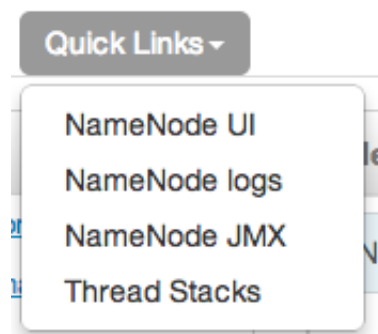 Quick Links
NameNode UI
NameNode logs
NameNode JMX
Thread Stacks